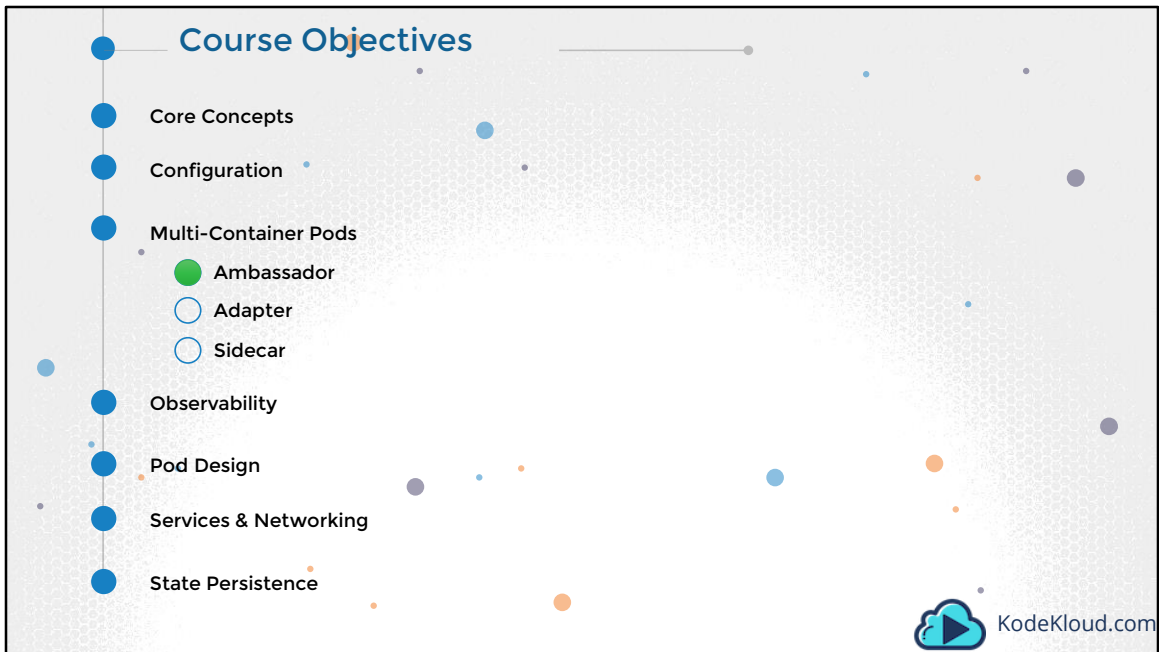 Course Objectives
Core Concepts
Configuration
Multi-Container Pods
Ambassador
Adapter
Sidecar
Observability
Pod Design
Services & Networking
State Persistence
KodeKloud.com